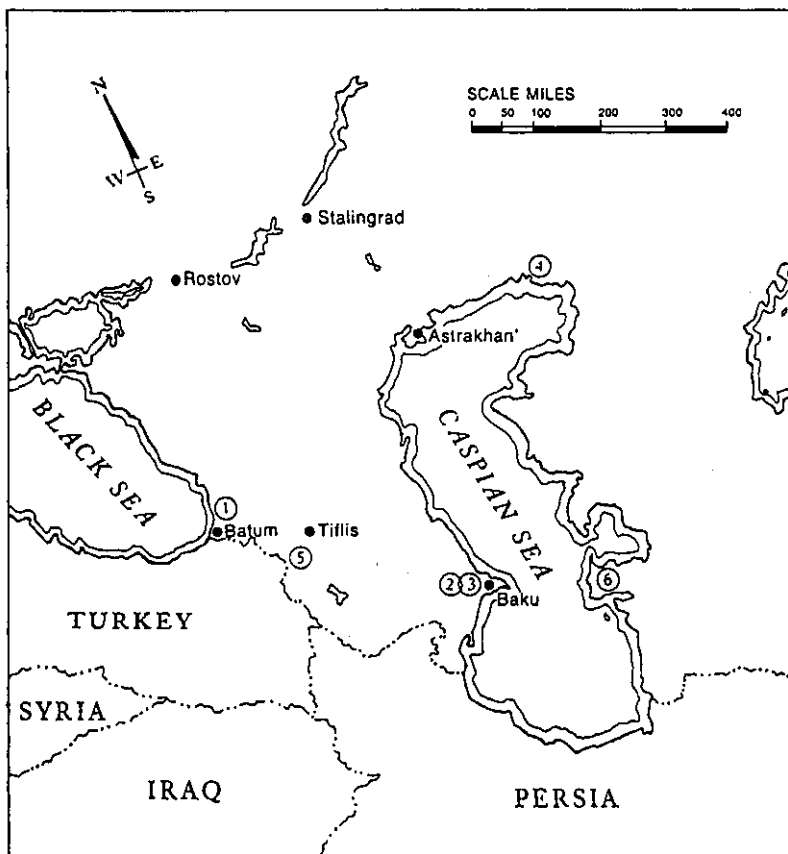 SCALE MILES
0 50 100 200 300 400
N
IV E
S
Stalingrad
④
Rostov
Astrakhan'
BLACK SEA
CASPIAN SEA
①
Batum
Tiflis
⑤
② ③
⑥
Baku
TURKEY
SYRIA
IRAQ
PERSIA